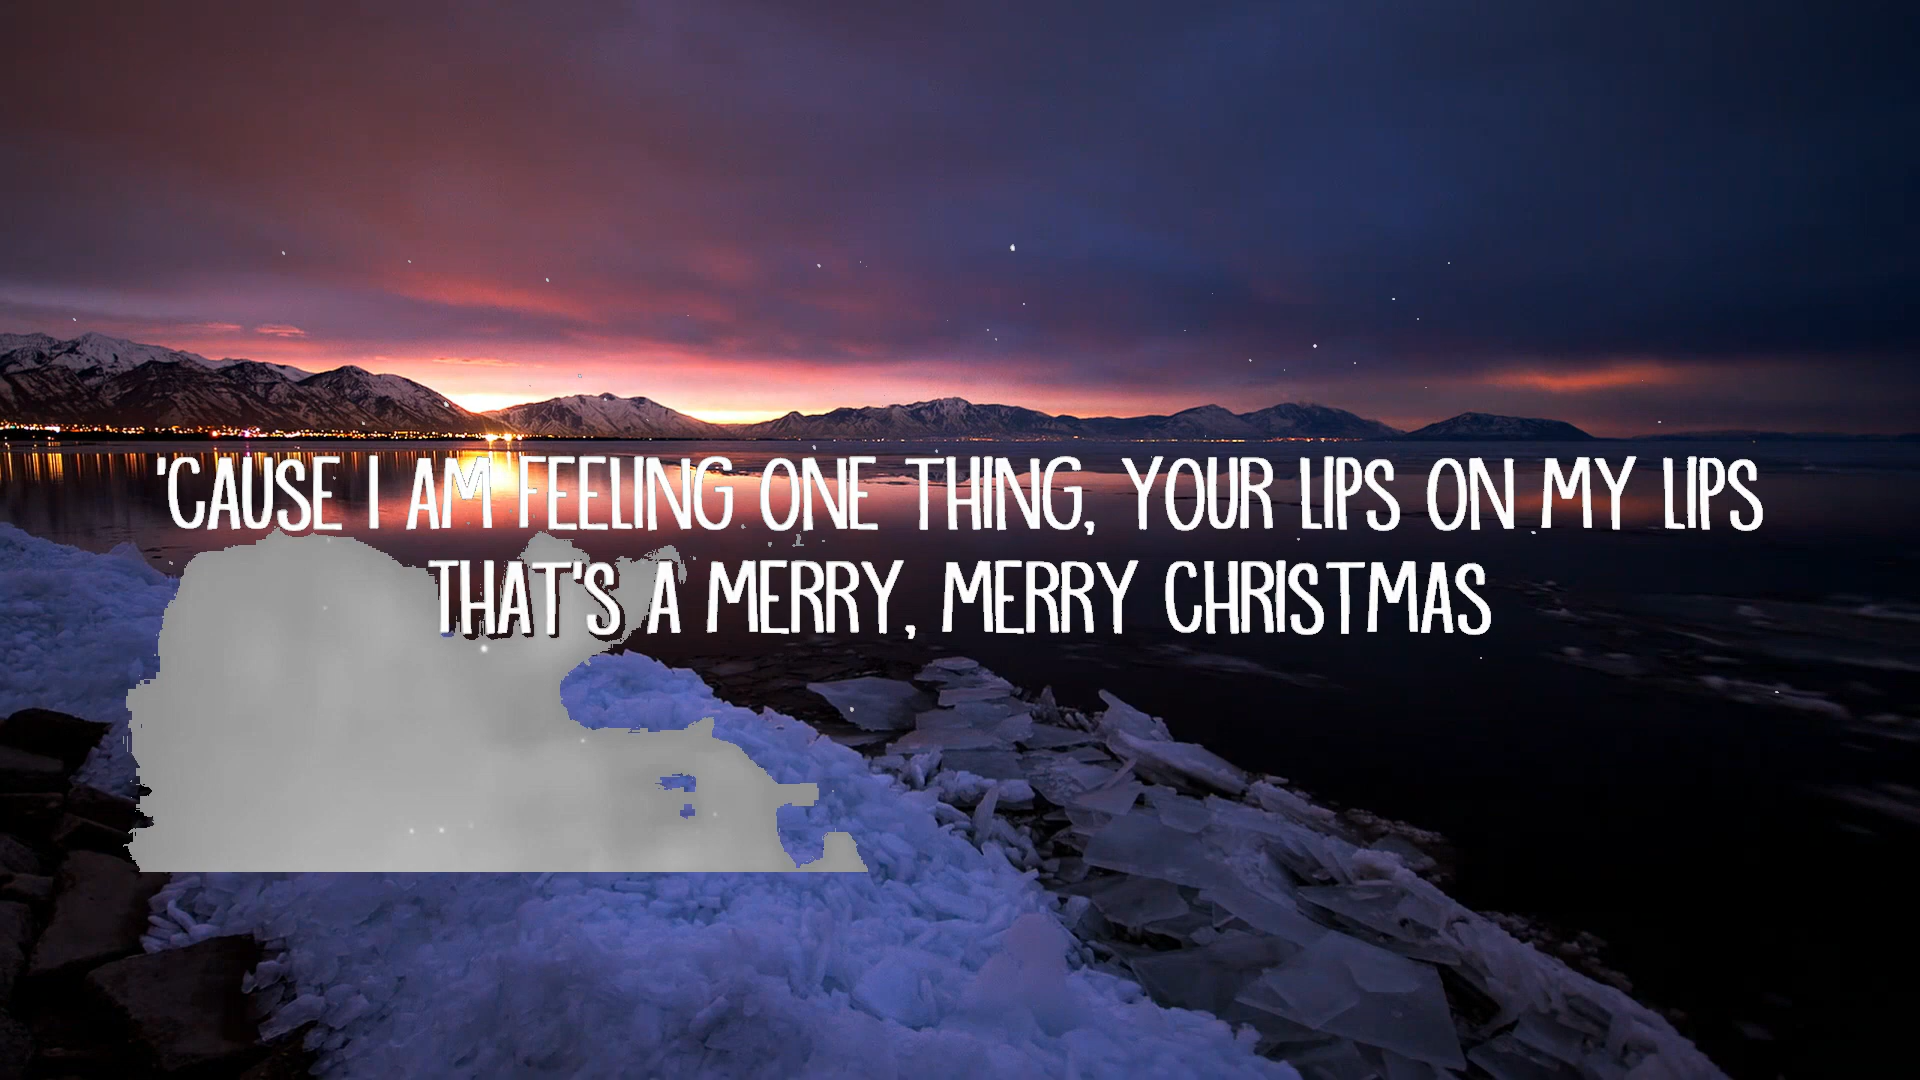 'CAUSE I AM FEELING ONE THING, YOUR LIPS ON MY LIPS
THAT'S A MERRY, MERRY CHRISTMAS